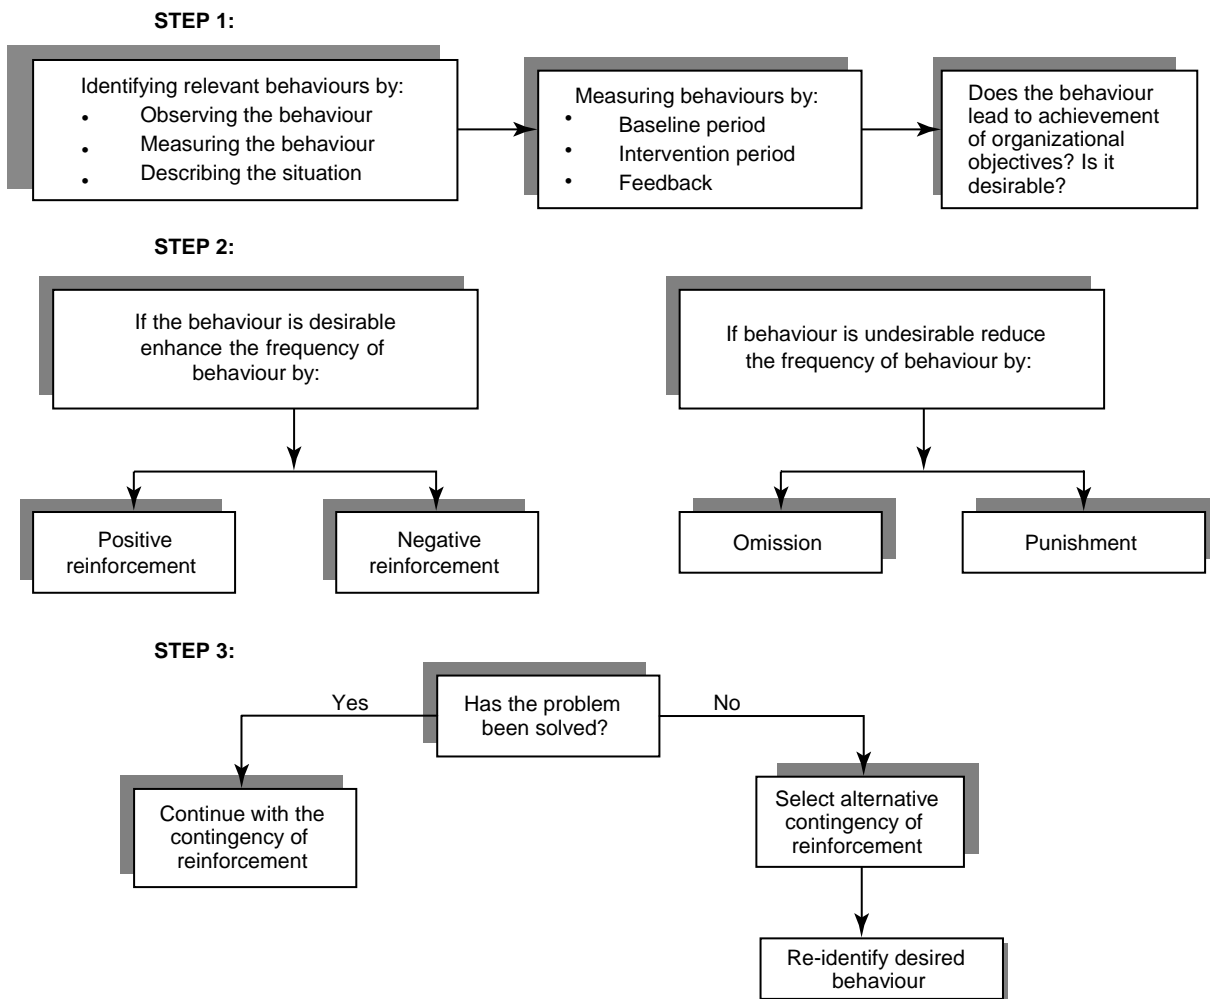 STEP 1:
Identifying relevant behaviours by:
• Observing the behaviour
• Measuring the behaviour
• Describing the situation
Measuring behaviours by:
• Baseline period
• Intervention period
• Feedback
Does the behaviour
lead to achievement
of organizational
objectives? Is it
desirable?
STEP 2:
If the behaviour is desirable
enhance the frequency of
behaviour by:
If behaviour is undesirable reduce
the frequency of behaviour by:
Positive
reinforcement
Negative
reinforcement
Omission
Punishment
STEP 3:
Yes
Has the problem
been solved?
No
Continue with the
contingency of
reinforcement
Select alternative
contingency of
reinforcement
Re-identify desired
behaviour